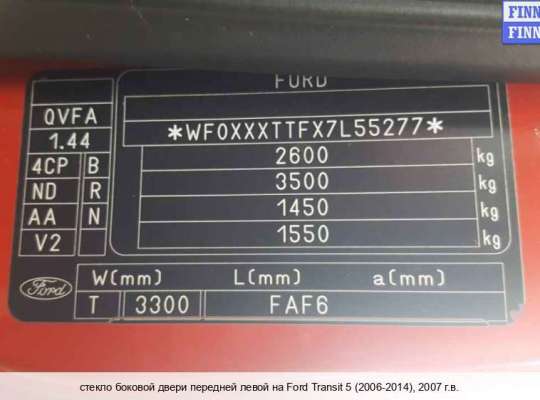 FINN
FINN
FORD
QVFA
1.44
*WF0XXXTTFX7L55277*
4CP B 2600 kg
ND R 3500 kg
AA N 1450 kg
V2 1550 kg
Ford W(mm) L(mm) a(mm)
T 3300 FAF6
стекло боковой двери передней левой на Ford Transit 5 (2006-2014), 2007 г.в.